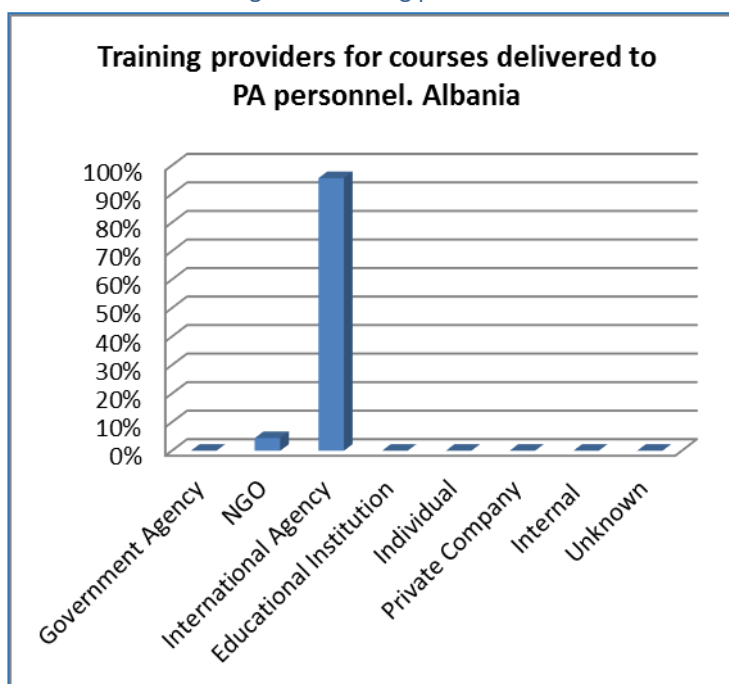 Training providers for courses delivered to
PA personnel. Albania
100%
90%
80%
70%
60%
50%
40%
30%
20%
10%
0%
Government Agency
NGO
International Agency
Educational Institution
Individual
Private Company
Internal
Unknown